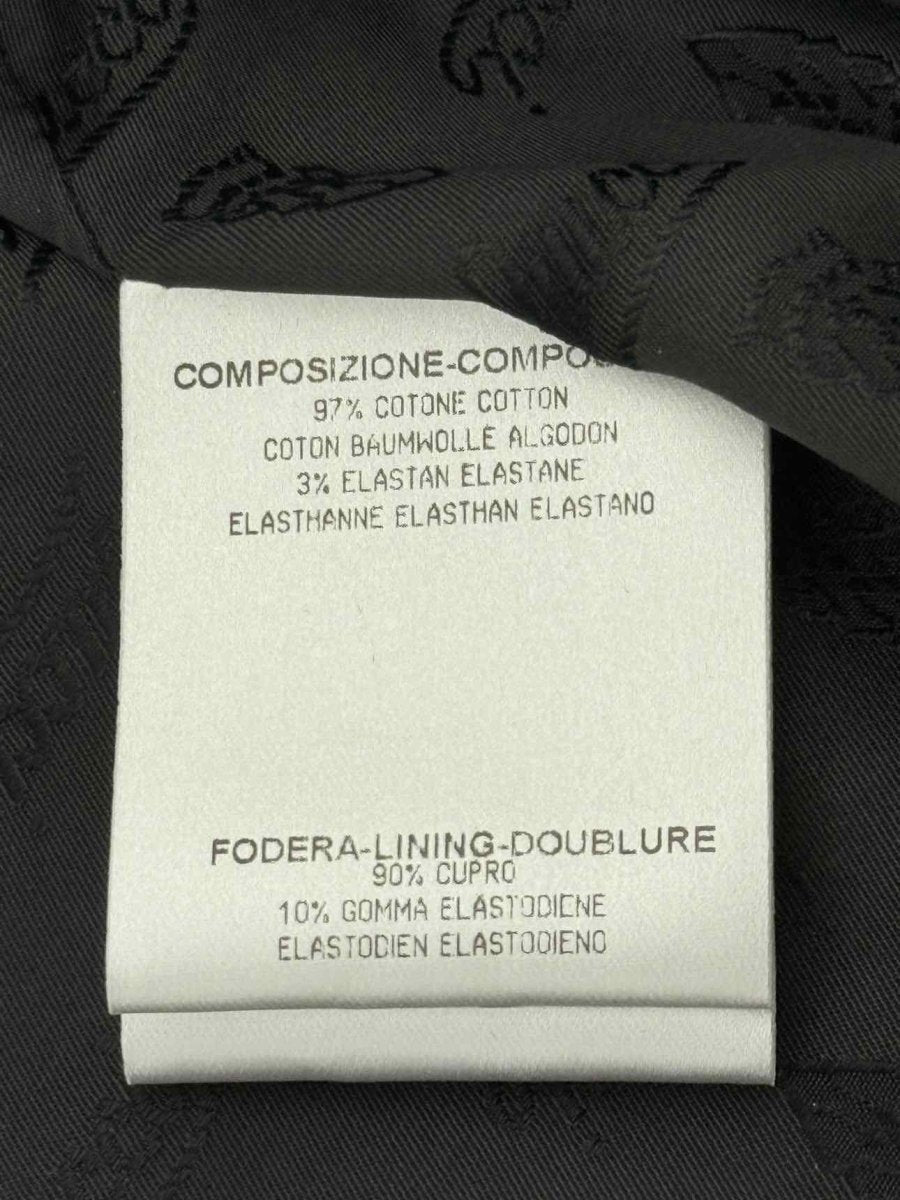 COMPOSIZIONE-COMPO
97% COTONE COTTON
COTON BAUMWOLLE ALGODON
3% ELASTAN ELASTANE
ELASTHANNE ELASTHAN ELASTANO
FODERA-LINING-DOUBLURE
90% CUPRO
10% GOMMA ELASTODIENE
ELASTODIEN ELASTODIENO